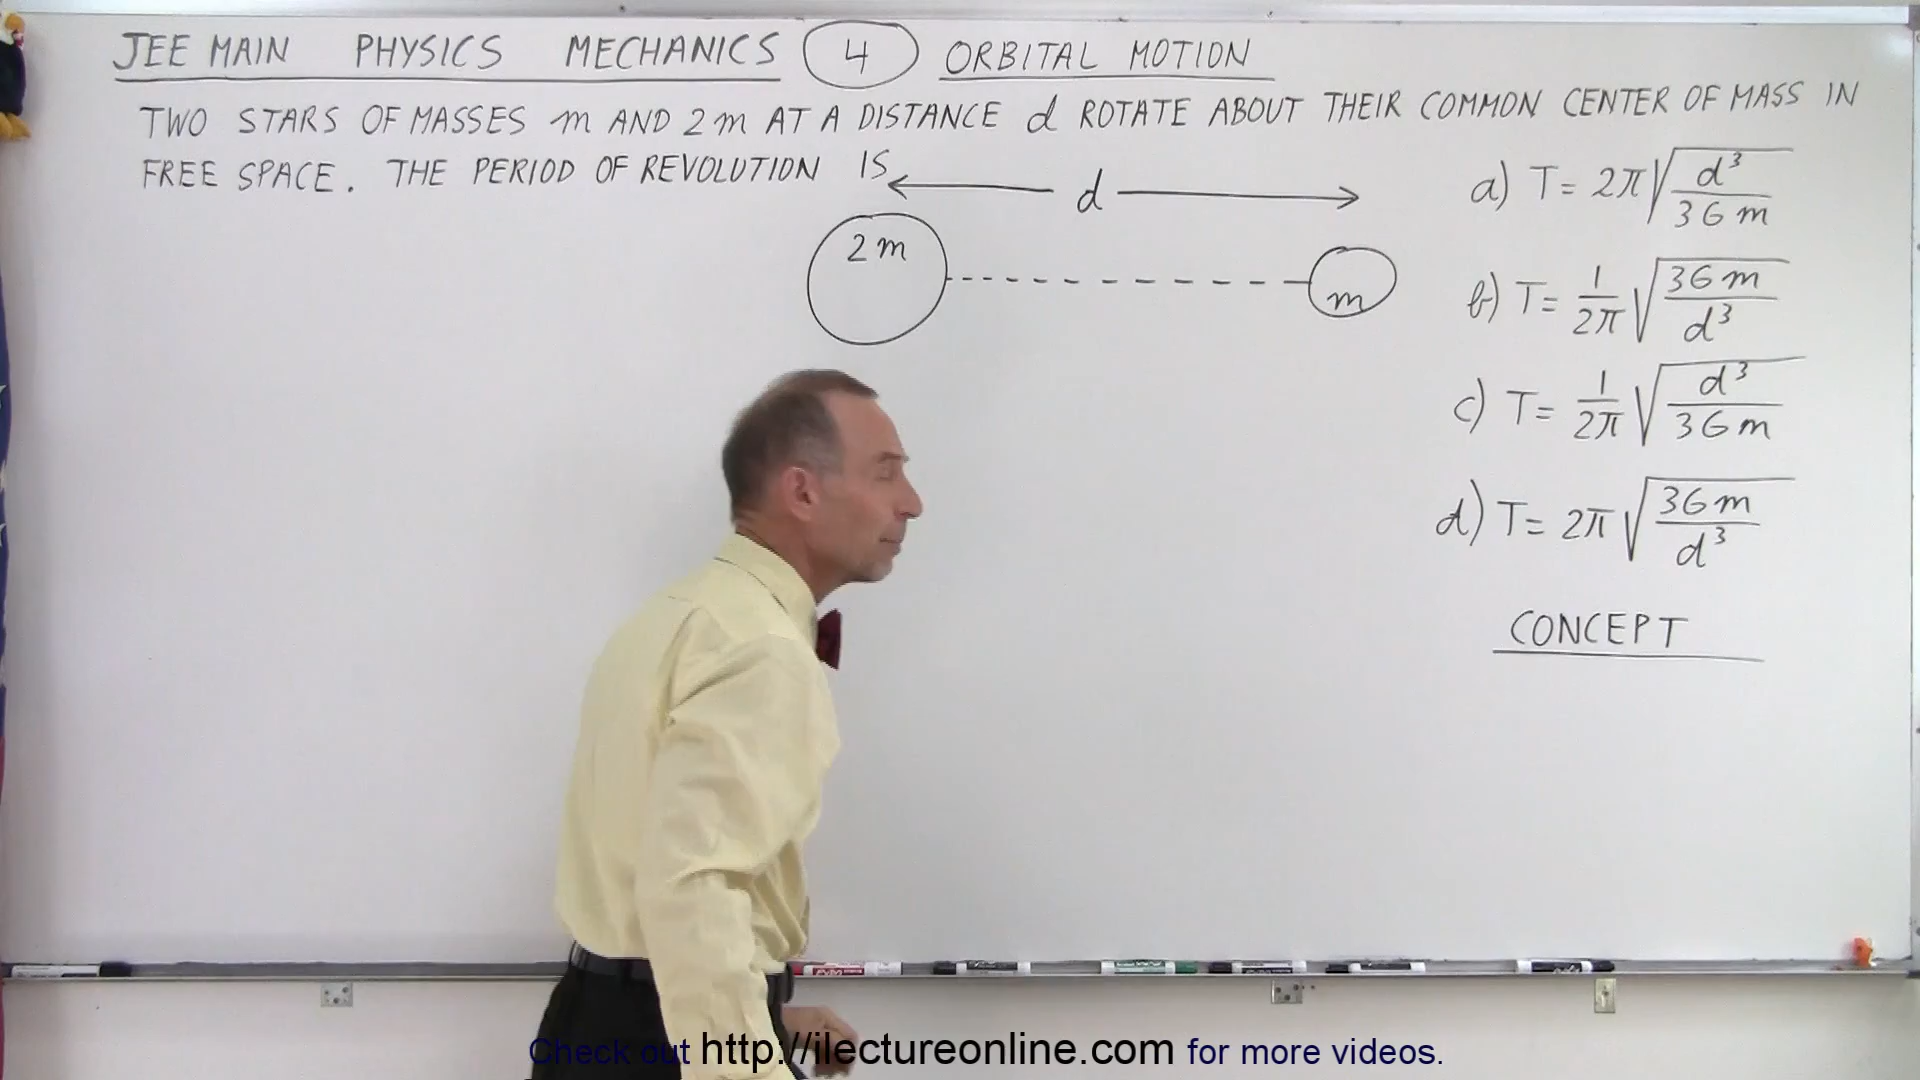 JEE MAIN PHYSICS MECHANICS 4 ORBITAL MOTION
TWO STARS OF MASSES m AND 2m AT A DISTANCE d ROTATE ABOUT THEIR COMMON CENTER OF MASS IN
FREE SPACE. THE PERIOD OF REVOLUTION IS
d
2m
m
a) T = 2π√(d³/3Gm)
b) T = 1/2π √(3Gm/d³)
c) T = 1/2π √(d³/3Gm)
d) T = 2π√(3Gm/d³)
CONCEPT
Check out http://ilectureonline.com for more videos.